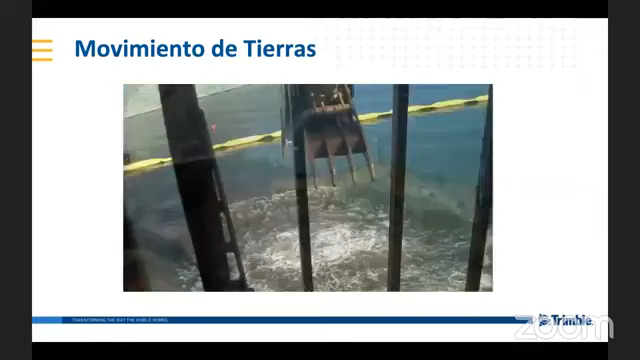 Movimiento de Tierras
TRANSFORMING THE WAY THE WORLD WORKS
Trimble.
zoom